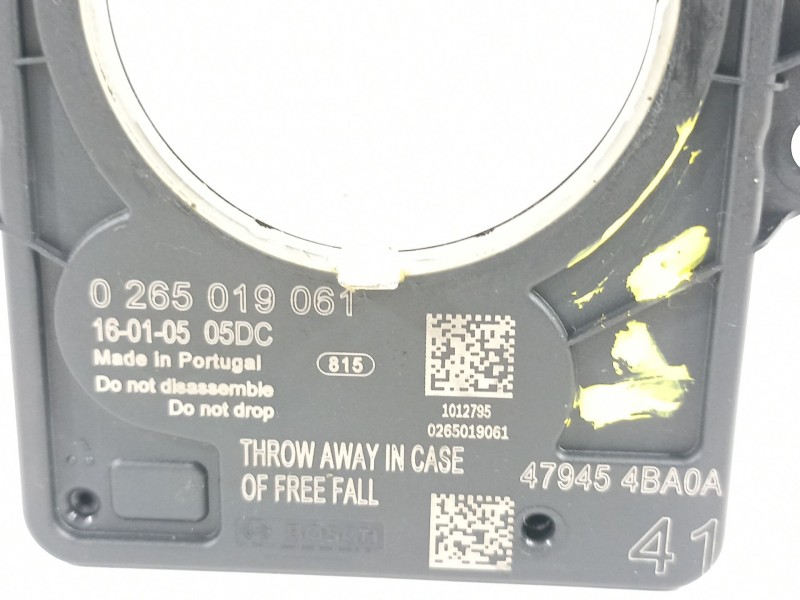 0 265 019 061
16-01-05 05DC
Made in Portugal
815
Do not disassemble
Do not drop
1012795
0265019061
THROW AWAY IN CASE
OF FREE FALL
47945 4BA0A
BOSCH
41